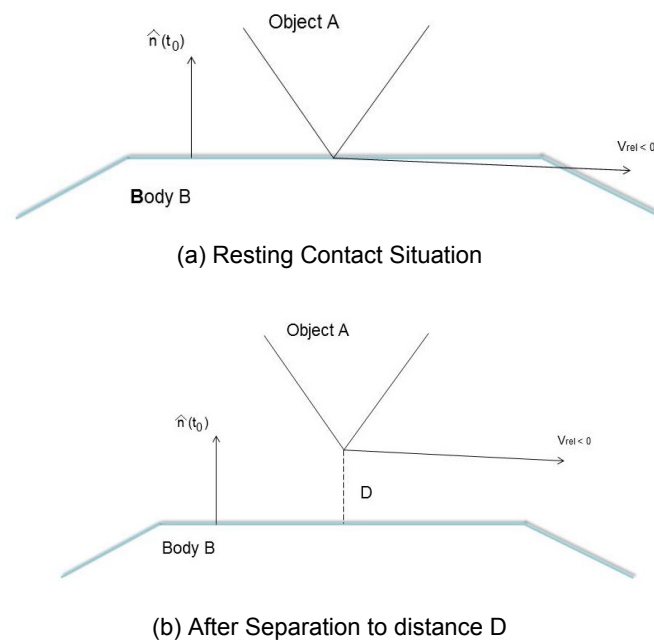 Object A
n̂(t₀)
Vrel < 0
Body B
(a) Resting Contact Situation
Object A
n̂(t₀)
Vrel < 0
D
Body B
(b) After Separation to distance D